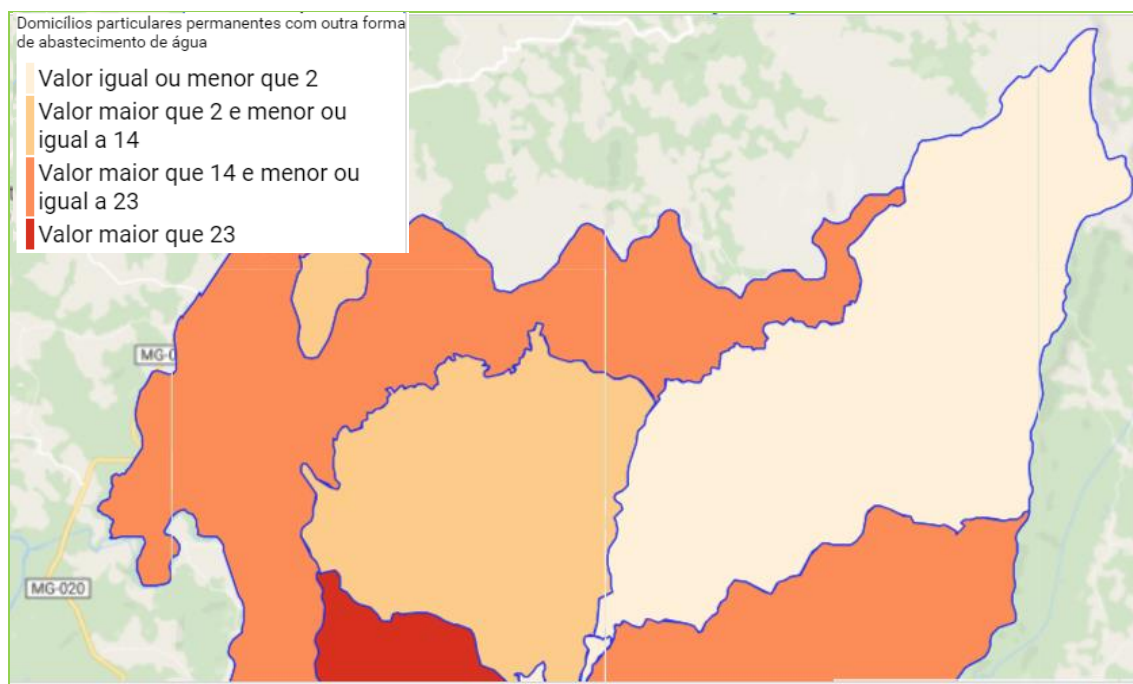 Domicílios particulares permanentes com outra forma
de abastecimento de água
Valor igual ou menor que 2
Valor maior que 2 e menor ou
igual a 14
Valor maior que 14 e menor ou
igual a 23
Valor maior que 23
MG-0
MG-020